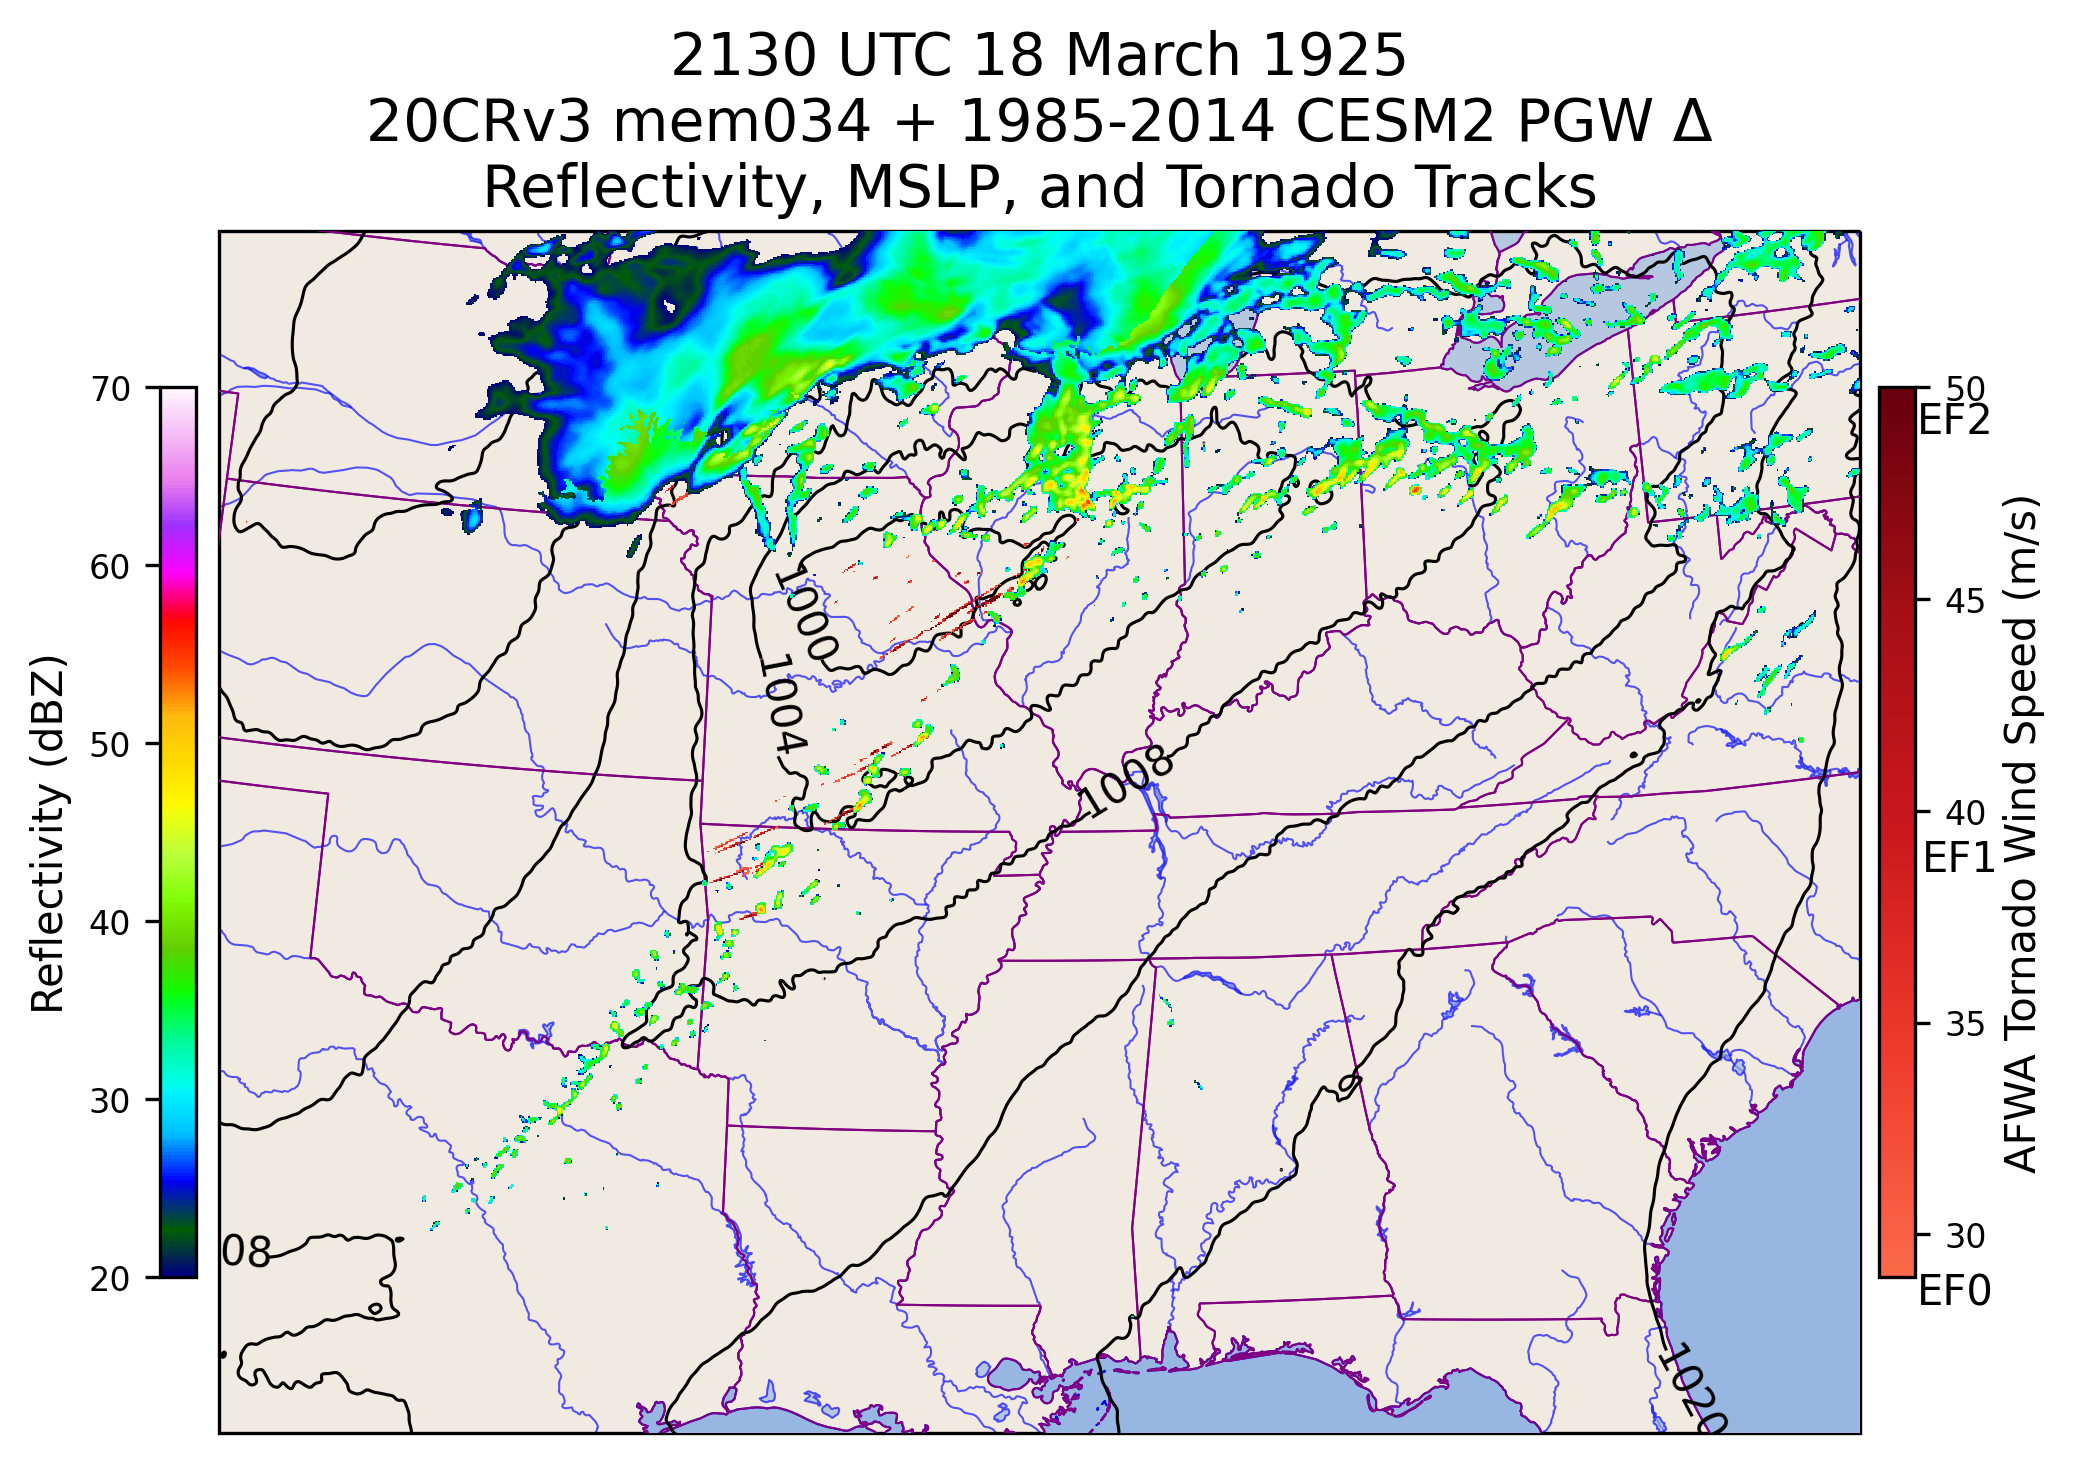 2130 UTC 18 March 1925
20CRv3 mem034 + 1985-2014 CESM2 PGW Δ
Reflectivity, MSLP, and Tornado Tracks
70
60
50
40
30
20
Reflectivity (dBZ)
1000
1004
1008
08
1020
50
EF2
45
40
EF1
35
30
EF0
AFWA Tornado Wind Speed (m/s)